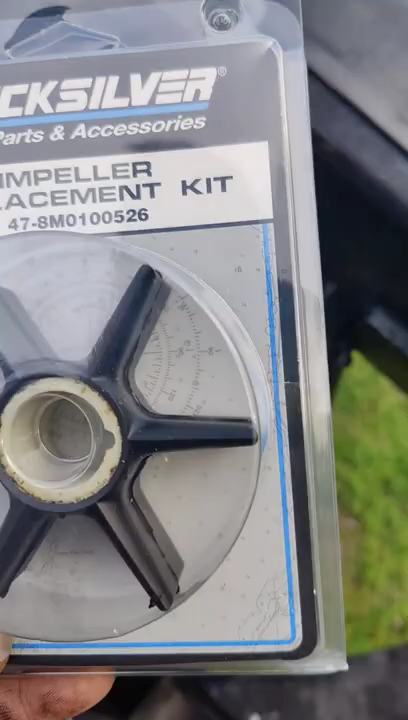 CKSILVER®
Parts & Accessories
IMPELLER
LACEMENT KIT
47-8M0100526